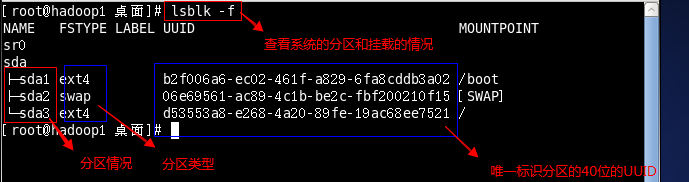 [root@hadoop1 桌面]# lsblk -f
NAME FSTYPE LABEL UUID MOUNTPOINT
查看系统的分区和挂载的情况
sr0
sda
├─sda1 ext4 b2f006a6-ec02-461f-a829-6fa8cddb3a02 /boot
├─sda2 swap 06e69561-ac89-4c1b-be2c-fbf200210f15 [SWAP]
└─sda3 ext4 d53553a8-e268-4a20-89fe-19ac68ee7521 /
[root@hadoop1 桌面]#
分区情况 分区类型 唯一标识分区的40位的UUID